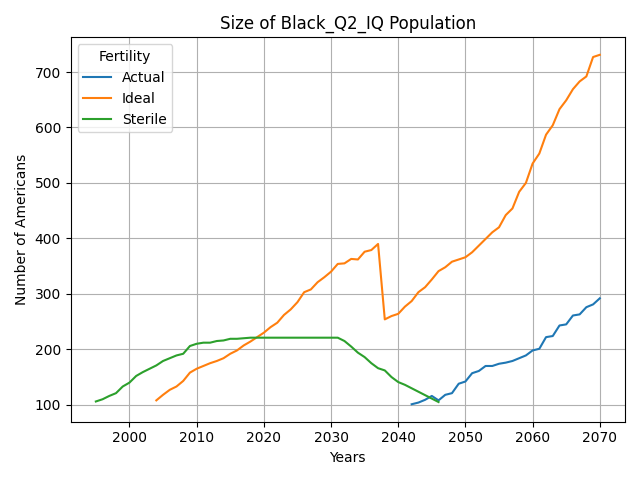 Size of Black_Q2_IQ Population
Fertility
Actual
Ideal
Sterile
Number of Americans
700
600
500
400
300
200
100
2000 2010 2020 2030 2040 2050 2060 2070
Years